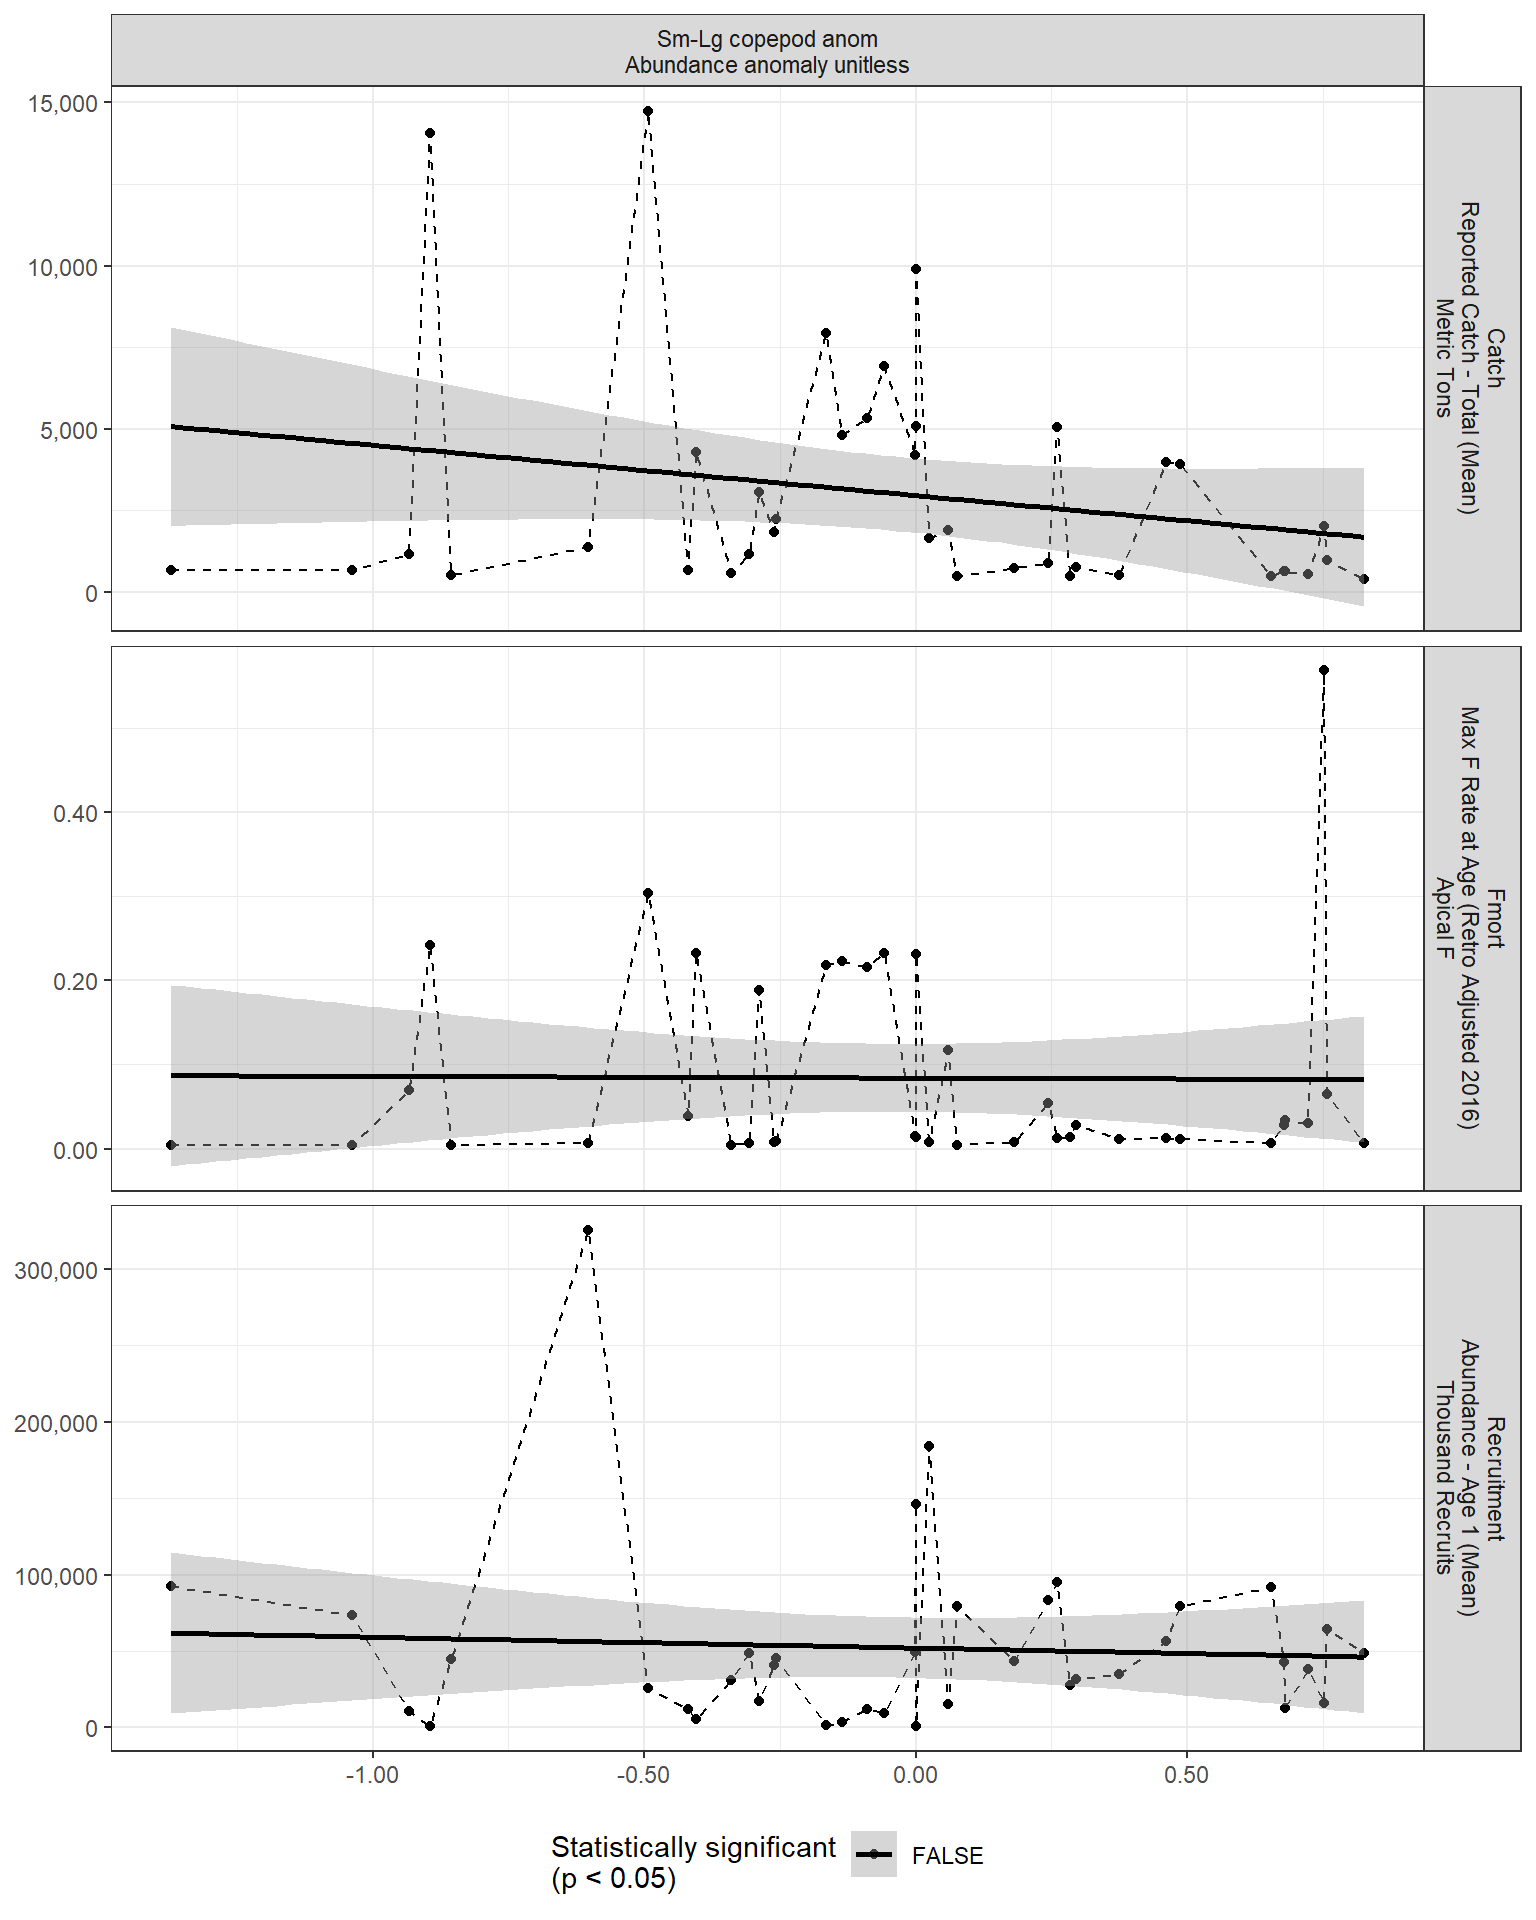 Sm-Lg copepod anom
Abundance anomaly unitless
15,000
10,000
5,000
0
Catch
Reported Catch - Total (Mean)
Metric Tons
0.40
0.20
0.00
Fmort
Max F Rate at Age (Retro Adjusted 2016)
Apical F
300,000
200,000
100,000
0
Recruitment
Abundance - Age 1 (Mean)
Thousand Recruits
-1.00
-0.50
0.00
0.50
Statistically significant
(p < 0.05)
FALSE